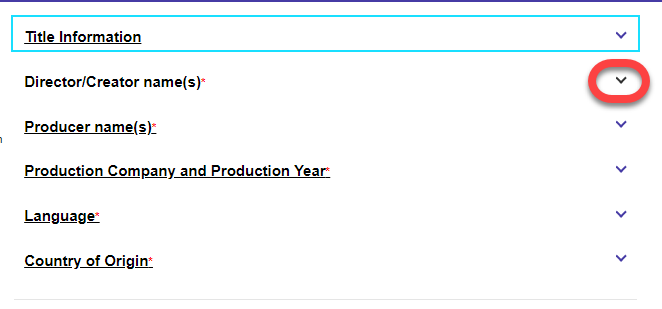 Title Information
Director/Creator name(s)*
Producer name(s)*
Production Company and Production Year*
Language*
Country of Origin*